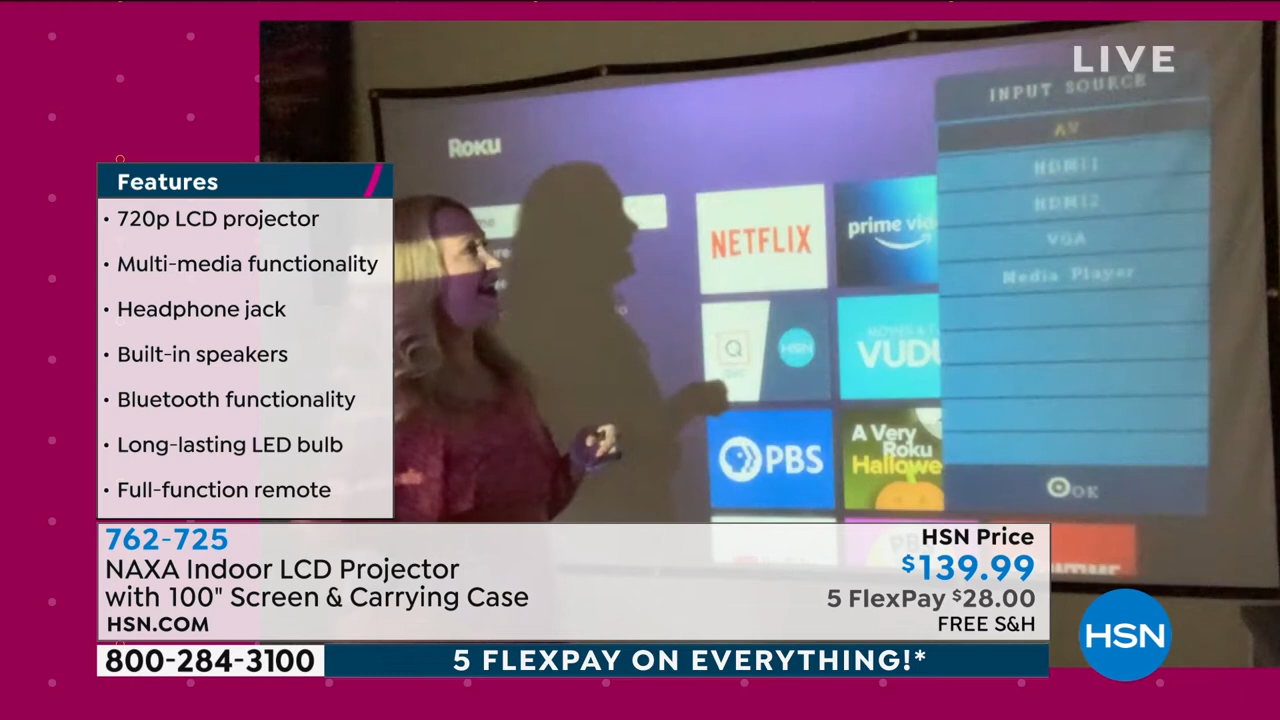 LIVE
INPUT SOURCE
AV
HDMI1
HDMI2
VGA
Media Player
OK
Roku
NETFLIX
prime vid
Q
HSN
VUDU
PBS
A Very
Roku
Hallowe
Features
• 720p LCD projector
• Multi-media functionality
• Headphone jack
• Built-in speakers
• Bluetooth functionality
• Long-lasting LED bulb
• Full-function remote
762-725
NAXA Indoor LCD Projector
with 100" Screen & Carrying Case
HSN.COM
HSN Price
$139.99
5 FlexPay $28.00
FREE S&H
800-284-3100
5 FLEXPAY ON EVERYTHING!*
HSN